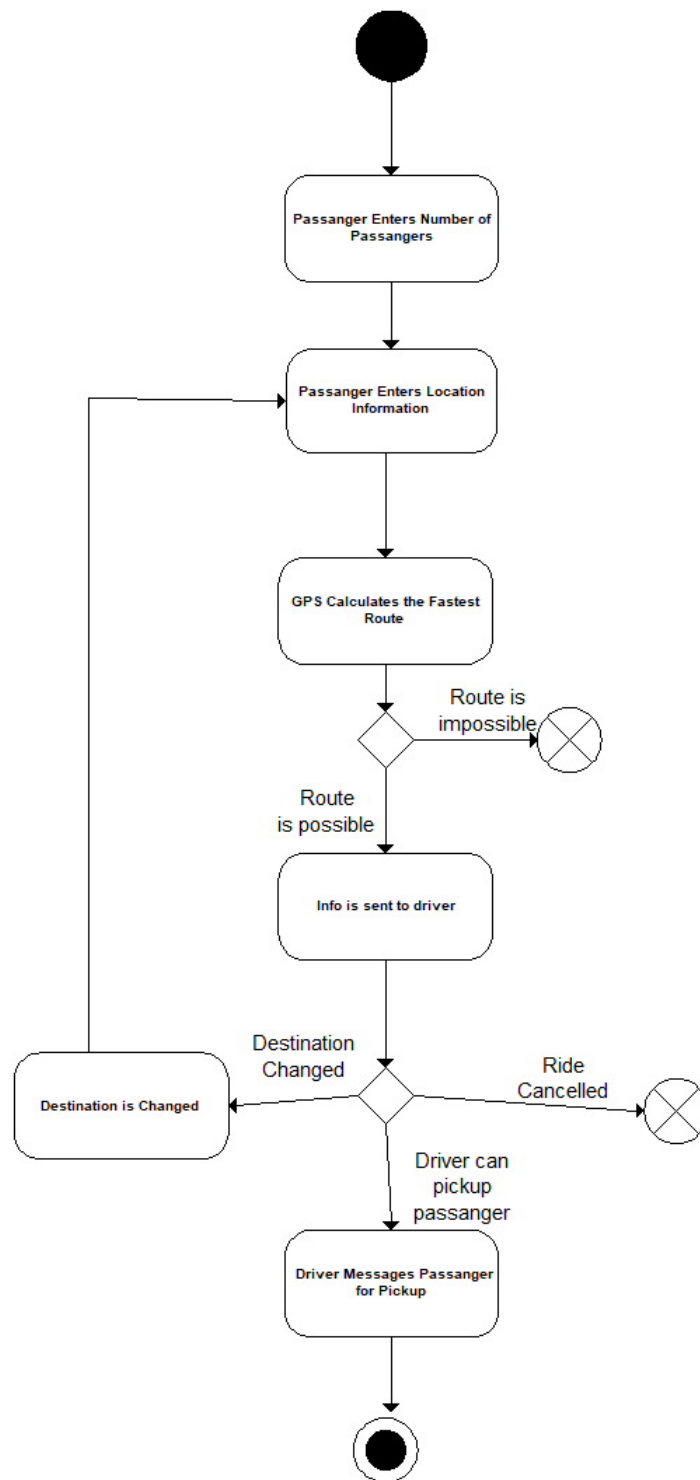 Passanger Enters Number of
Passangers
Passanger Enters Location
Information
GPS Calculates the Fastest
Route
Route is
impossible
Route
is possible
Info is sent to driver
Destination
Changed
Ride
Cancelled
Destination is Changed
Driver can
pickup
passanger
Driver Messages Passanger
for Pickup